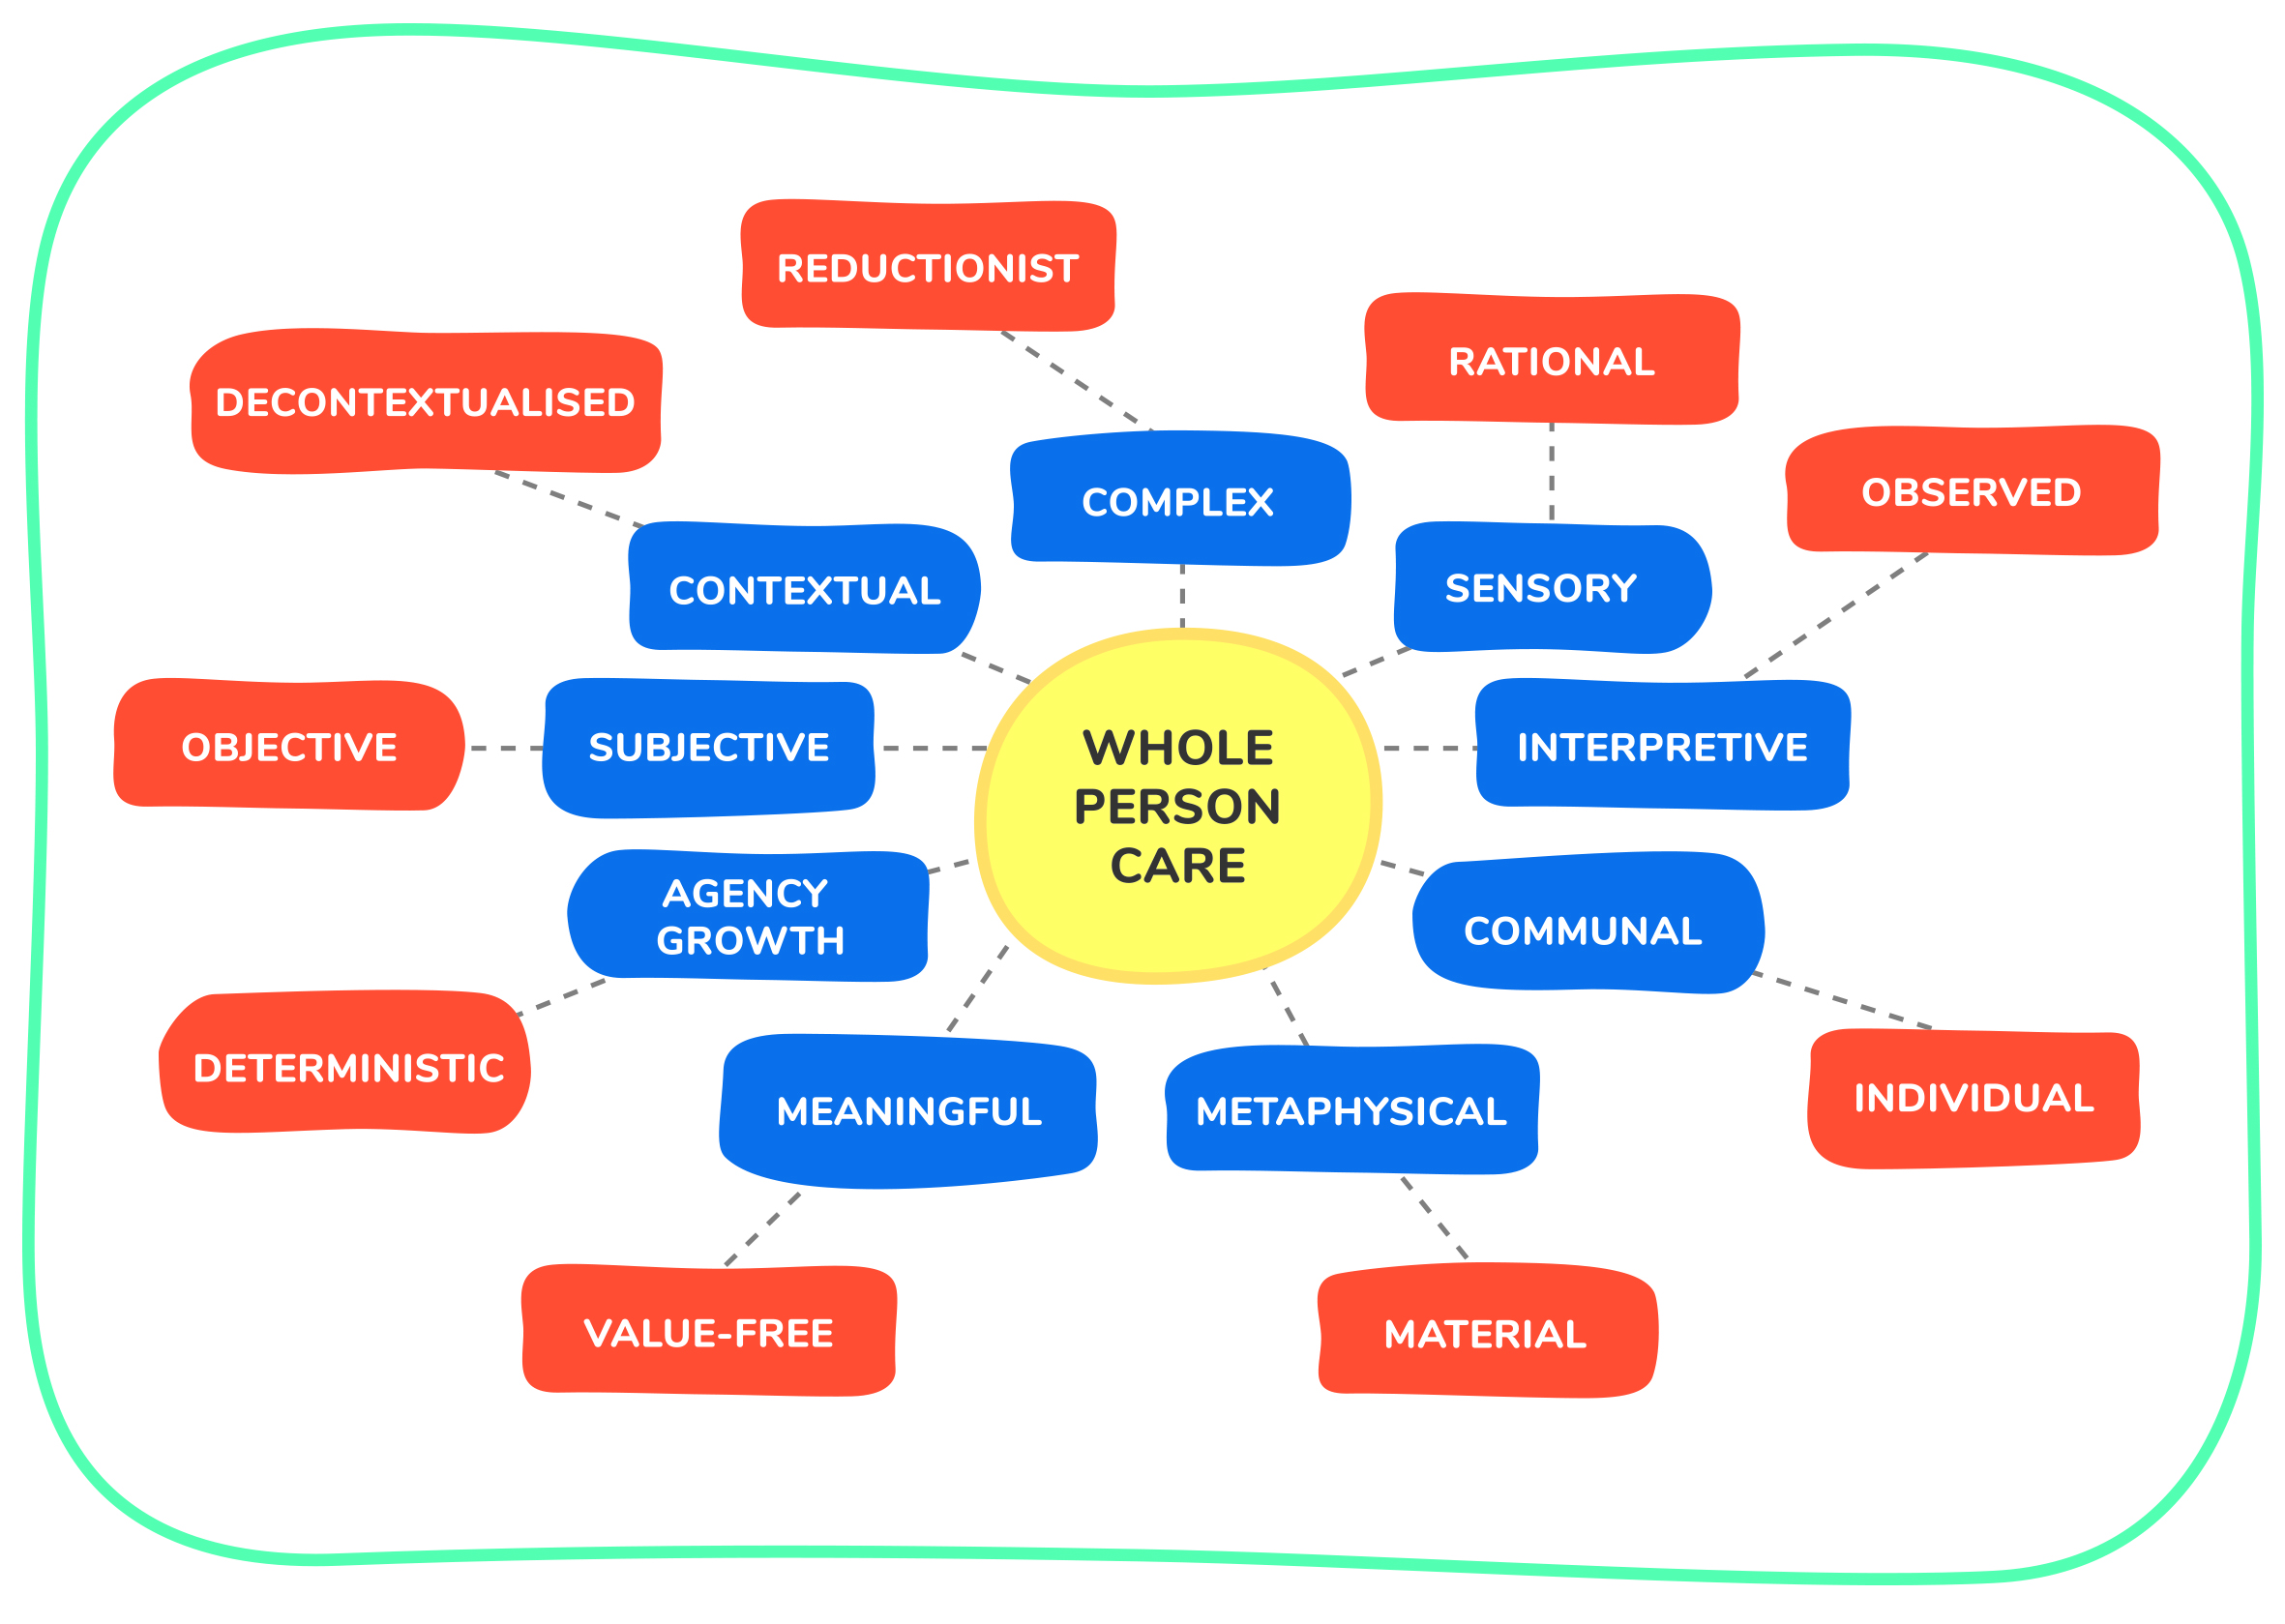 REDUCTIONIST
RATIONAL
DECONTEXTUALISED
OBSERVED
COMPLEX
CONTEXTUAL
SENSORY
OBJECTIVE
SUBJECTIVE
WHOLE
PERSON
CARE
INTERPRETIVE
AGENCY
GROWTH
COMMUNAL
DETERMINISTIC
MEANINGFUL
METAPHYSICAL
INDIVIDUAL
VALUE-FREE
MATERIAL